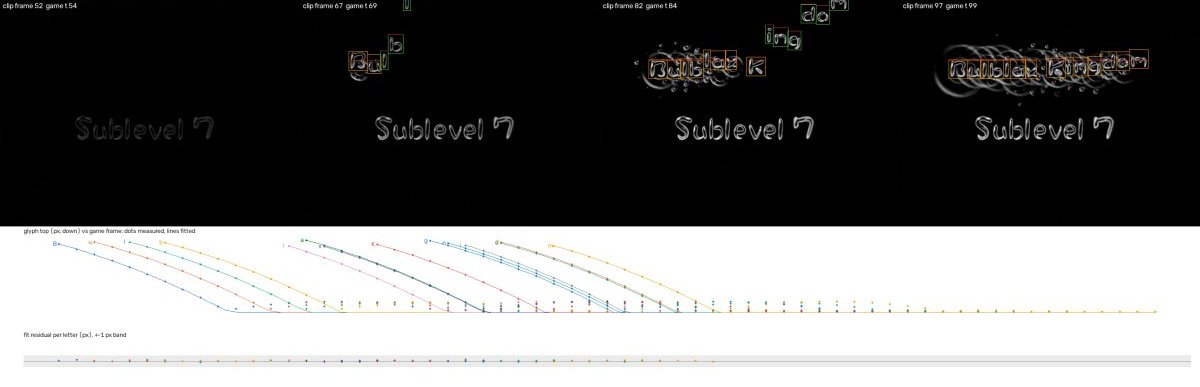 clip frame 52 game t 54
clip frame 67 game t 69
clip frame 82 game t 84
clip frame 97 game t 99
l
B u l b
Bulblax K
ing
dom
Bulblax Kingdom
Sublevel 7
Sublevel 7
Sublevel 7
Sublevel 7
glyph top (px, down) vs game frame: dots measured, lines fitted
fit residual per letter (px), +-1 px band